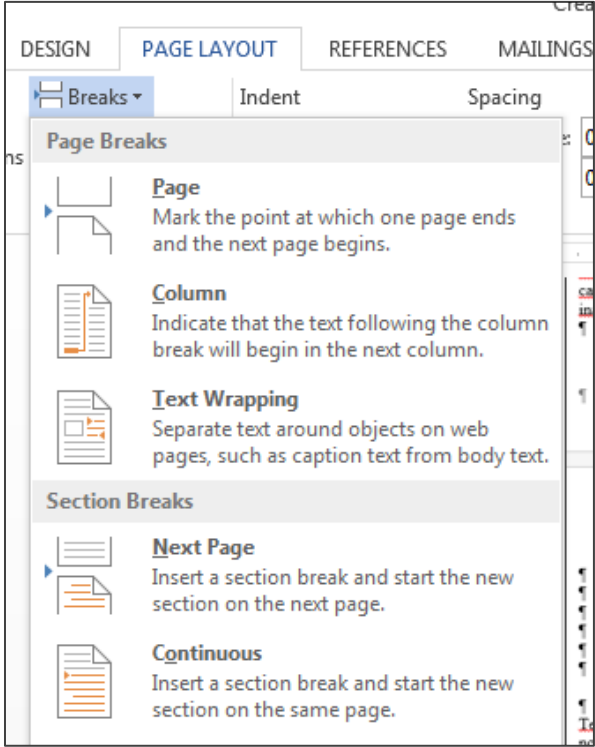 DESIGN PAGE LAYOUT REFERENCES MAILINGS
Breaks Indent Spacing
Page Breaks
Page
Mark the point at which one page ends
and the next page begins.
Column
Indicate that the text following the column
break will begin in the next column.
Text Wrapping
Separate text around objects on web
pages, such as caption text from body text.
Section Breaks
Next Page
Insert a section break and start the new
section on the next page.
Continuous
Insert a section break and start the new
section on the same page.